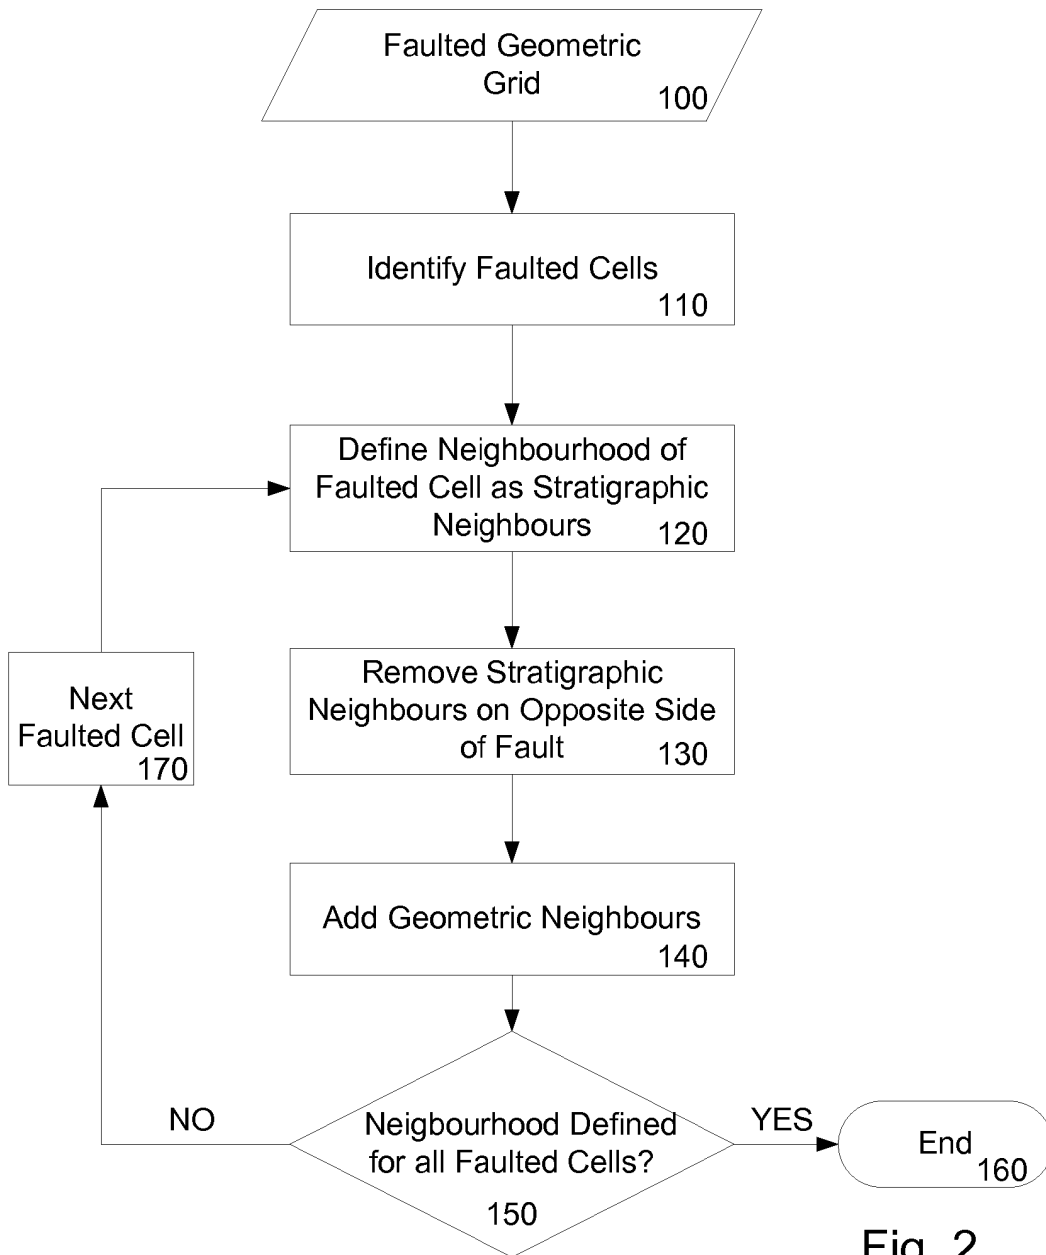 Faulted Geometric
Grid
100
Identify Faulted Cells
110
Define Neighbourhood of
Faulted Cell as Stratigraphic
Neighbours
120
Remove Stratigraphic
Neighbours on Opposite Side
of Fault
130
Next
Faulted Cell
170
Add Geometric Neighbours
140
NO
Neigbourhood Defined
for all Faulted Cells?
150
YES
End
160
Fig. 2